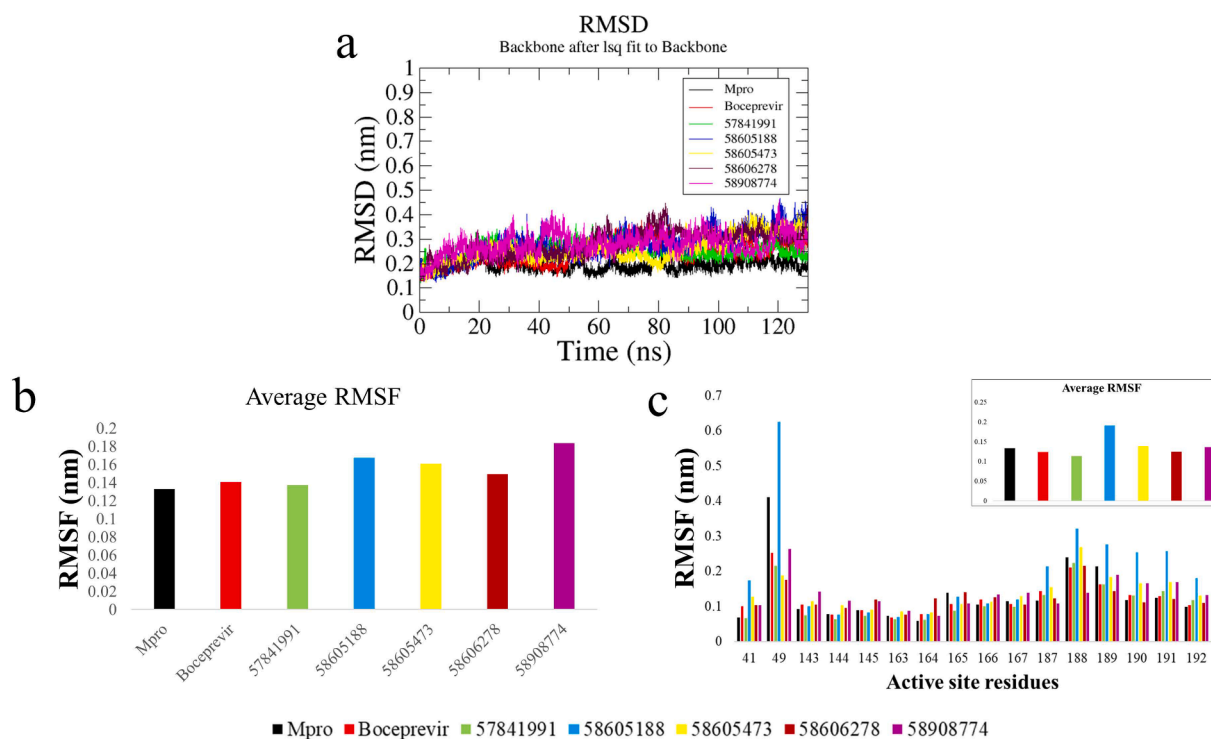 a
RMSD
Backbone after lsq fit to Backbone
1
0.9
0.8
0.7
0.6
0.5
0.4
0.3
0.2
0.1
0
RMSD (nm)
Mpro
Boceprevir
57841991
58605188
58605473
58606278
58908774
0 20 40 60 80 100 120
Time (ns)
b
Average RMSF
0.2
0.18
0.16
0.14
0.12
0.1
0.08
0.06
0.04
0.02
0
RMSF (nm)
Mpro
Boceprevir
57841991
58605188
58605473
58606278
58908774
c
0.7
0.6
0.5
0.4
0.3
0.2
0.1
0
RMSF (nm)
Average RMSF
0.25
0.2
0.15
0.1
0.05
0
41 49 143 144 145 163 164 165 166 167 187 188 189 190 191 192
Active site residues
Mpro Boceprevir 57841991 58605188 58605473 58606278 58908774